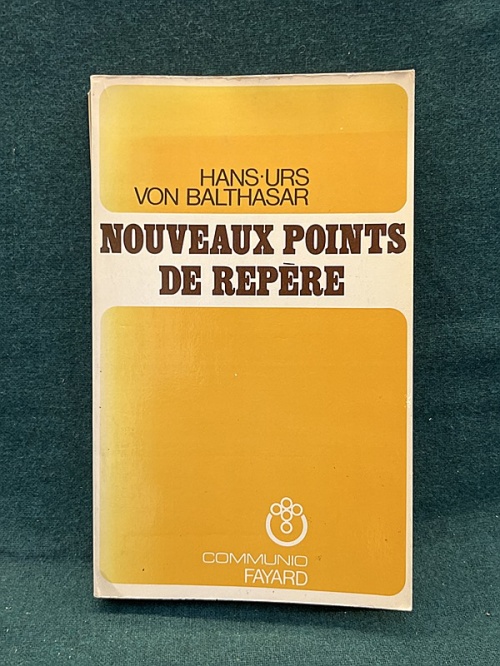 HANS·URS
VON BALTHASAR
NOUVEAUX POINTS
DE REPÈRE
COMMUNIO
FAYARD